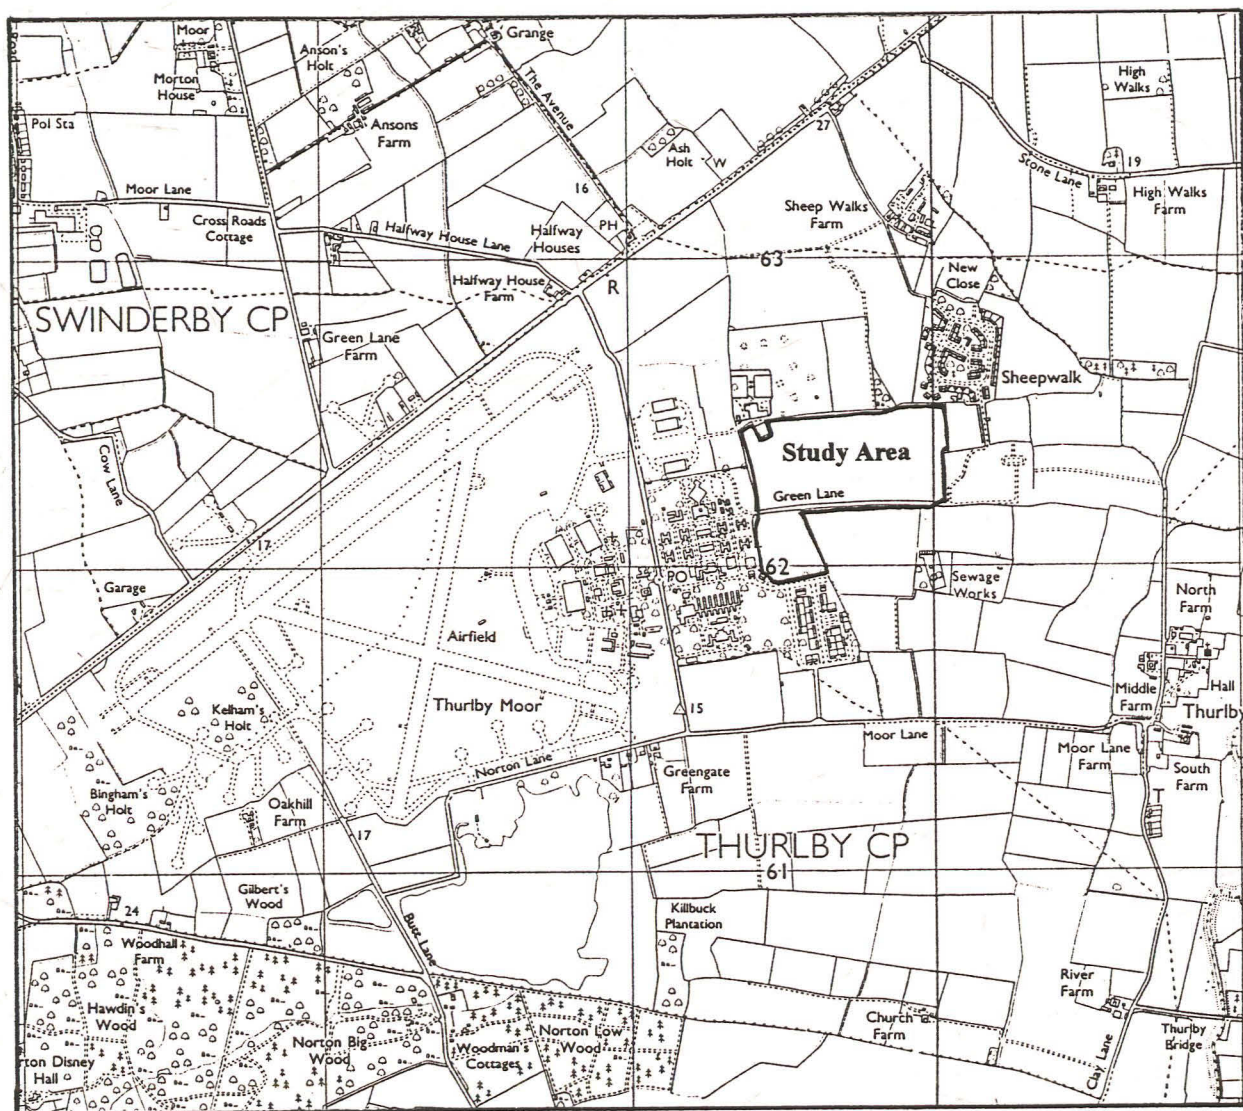 Moor
Morton
House
Pol Sta
Anson's
Holt
Ansons
Farm
Grange
The Avenue
Ash
Holt
W
27
High
Walks
Stone Lane
19
High Walks
Farm
Moor Lane
Cross Roads
Cottage
16
PH
Halfway
Houses
Halfway House Lane
Sheep Walks
Farm
63
New
Close
Halfway House
Farm
R
SWINDERBY CP
Green Lane
Farm
Sheepwalk
Study Area
Green Lane
Cow Lane
17
Garage
PO
62
Sewage
Works
North
Farm
Airfield
Thurlby Moor
Kelham's
Holt
15
Middle
Farm
Hall
Thurlby
Moor Lane
Moor Lane
Farm
South
Farm
Norton Lane
Greengate
Farm
Bingham's
Holt
Oakhill
Farm
17
T
THURLBY CP
61
Gilbert's
Wood
24
Woodhall
Farm
Butz Lane
Killbuck
Plantation
Hawdin's
Wood
River
Farm
Church
Farm
Norton Big
Wood
Norton Low
Wood
Woodman's
Cottages
rton Disney
Hall
Clay Lane
Thurlby
Bridge